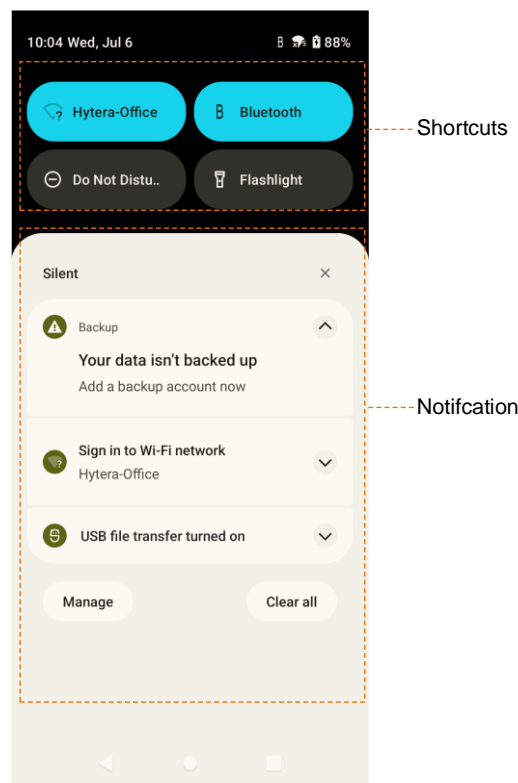 10:04 Wed, Jul 6 88%
Hytera-Office Bluetooth
Shortcuts
Do Not Distu.. Flashlight
Silent
Backup
Your data isn't backed up
Add a backup account now
Notifcation
Sign in to Wi-Fi network
Hytera-Office
USB file transfer turned on
Manage Clear all